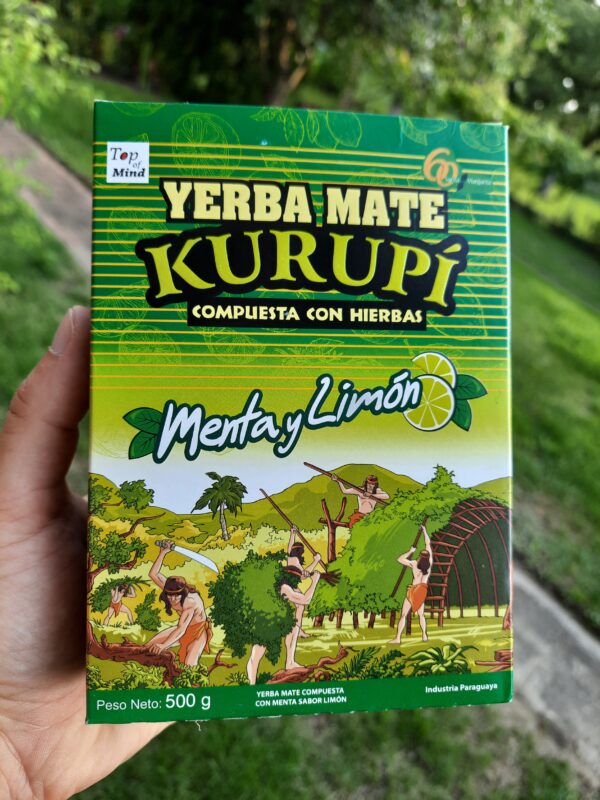 Top
of
Mind
60
YERBA MATE
KURUPÍ
COMPUESTA CON HIERBAS
Menta y Limón
Peso Neto: 500 g
YERBA MATE COMPUESTA
CON MENTA SABOR LIMÓN
Industria Paraguaya